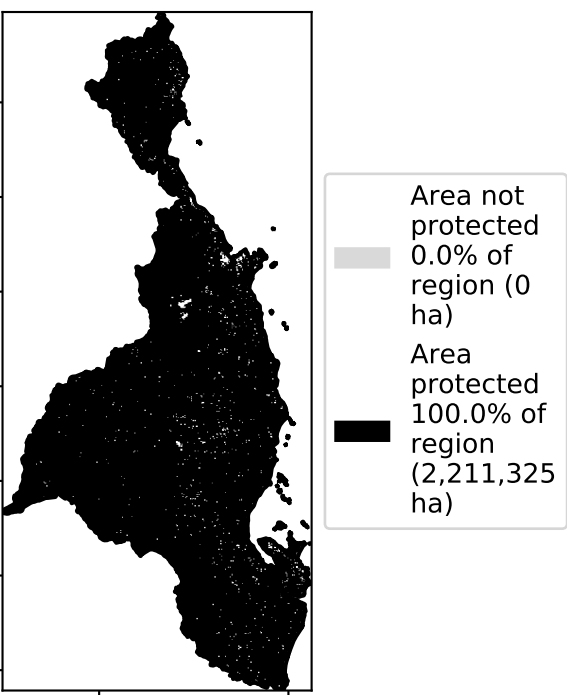 Area not
protected
0.0% of
region (0
ha)
Area
protected
100.0% of
region
(2,211,325
ha)